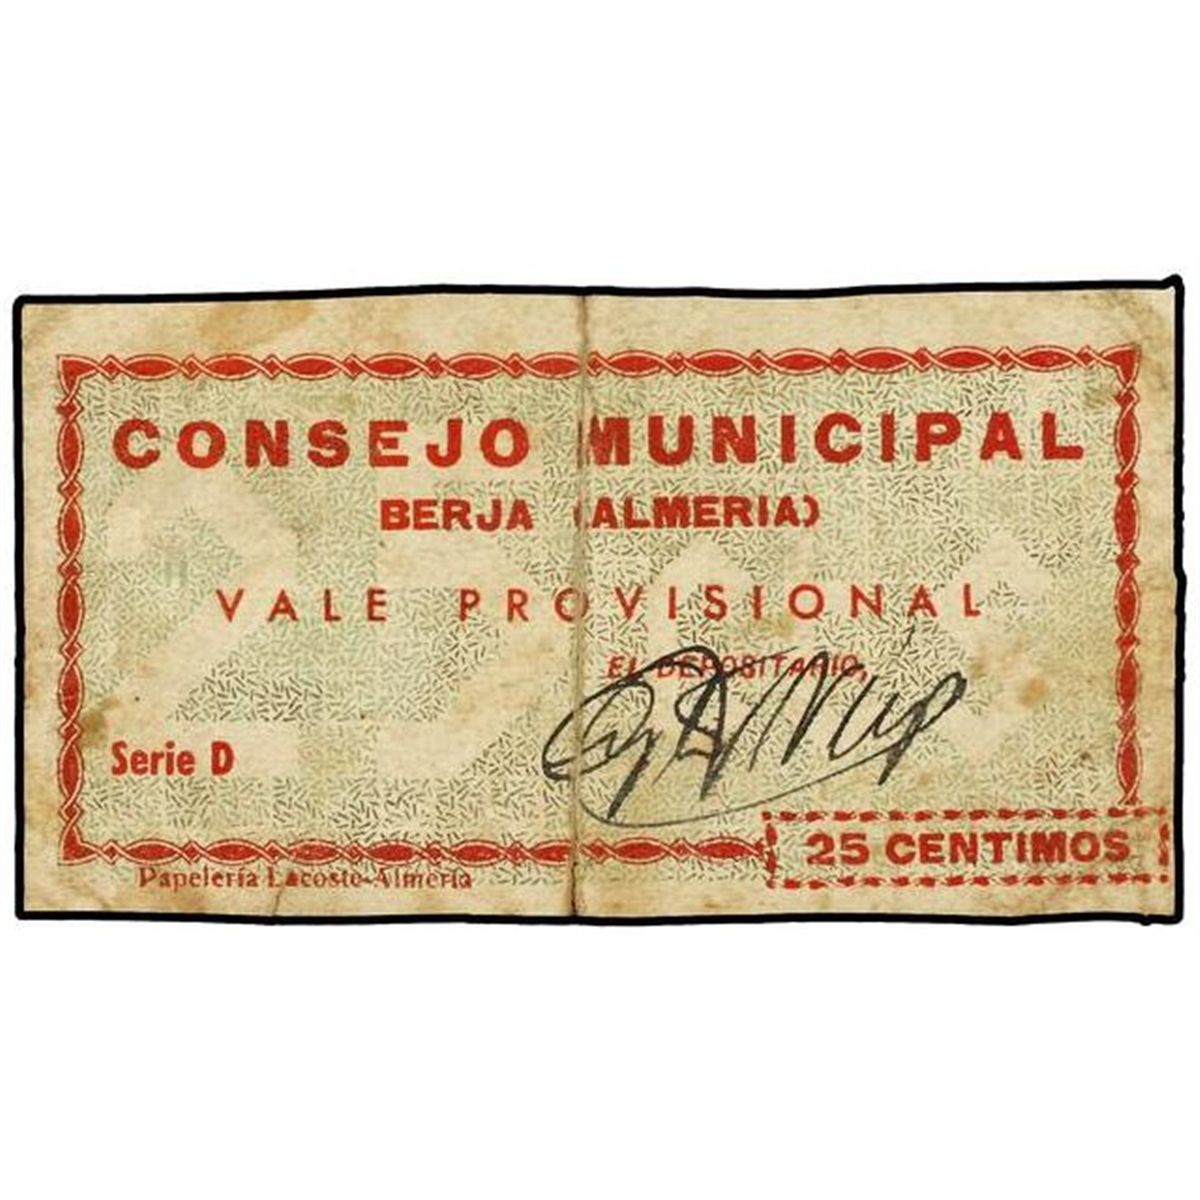 CONSEJO MUNICIPAL
BERJA (ALMERIA)
VALE PROVISIONAL
EL DEPOSITARIO,
Serie D
25 CENTIMOS
Papelería Lacoste-Almería